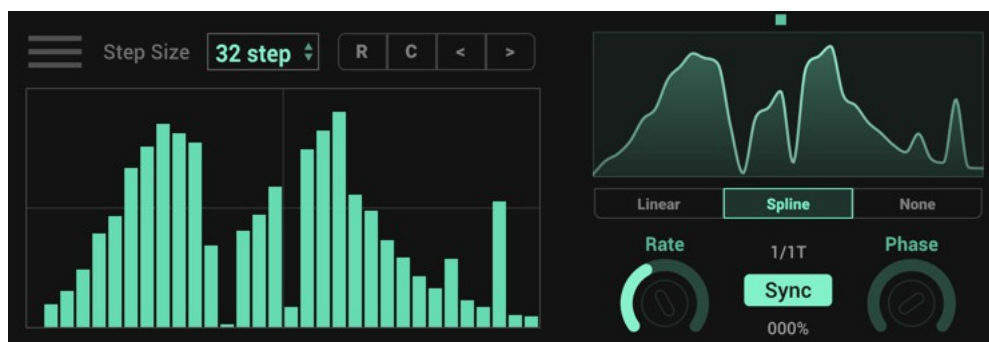 Step Size 32 step R C < >
Linear Spline None
Rate 1/1T Phase
Sync
000%